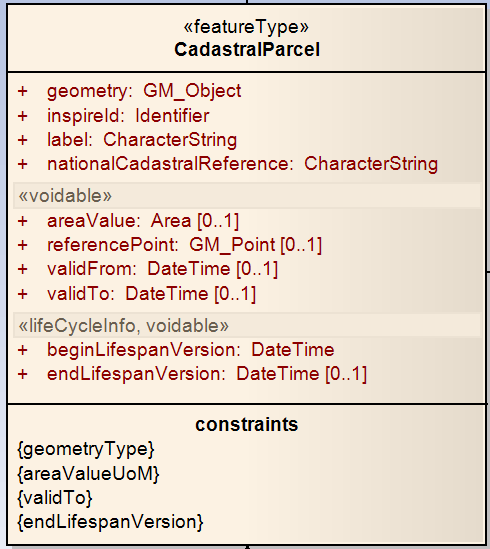 «featureType»
CadastralParcel
+ geometry: GM_Object
+ inspireId: Identifier
+ label: CharacterString
+ nationalCadastralReference: CharacterString
«voidable»
+ areaValue: Area [0..1]
+ referencePoint: GM_Point [0..1]
+ validFrom: DateTime [0..1]
+ validTo: DateTime [0..1]
«lifeCycleInfo, voidable»
+ beginLifespanVersion: DateTime
+ endLifespanVersion: DateTime [0..1]
constraints
{geometryType}
{areaValueUoM}
{validTo}
{endLifespanVersion}